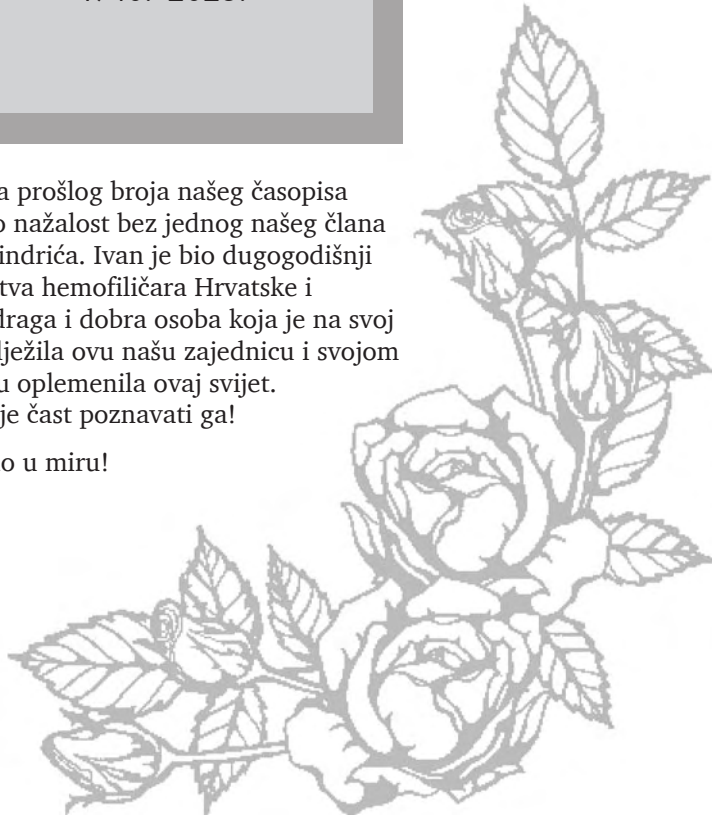 a prošlog broja našeg časopisa
o nažalost bez jednog našeg člana
indrića. Ivan je bio dugogodišnji
tva hemofiličara Hrvatske i
draga i dobra osoba koja je na svoj
lježila ovu našu zajednicu i svojom
u oplemenila ovaj svijet.
je čast poznavati ga!
o u miru!